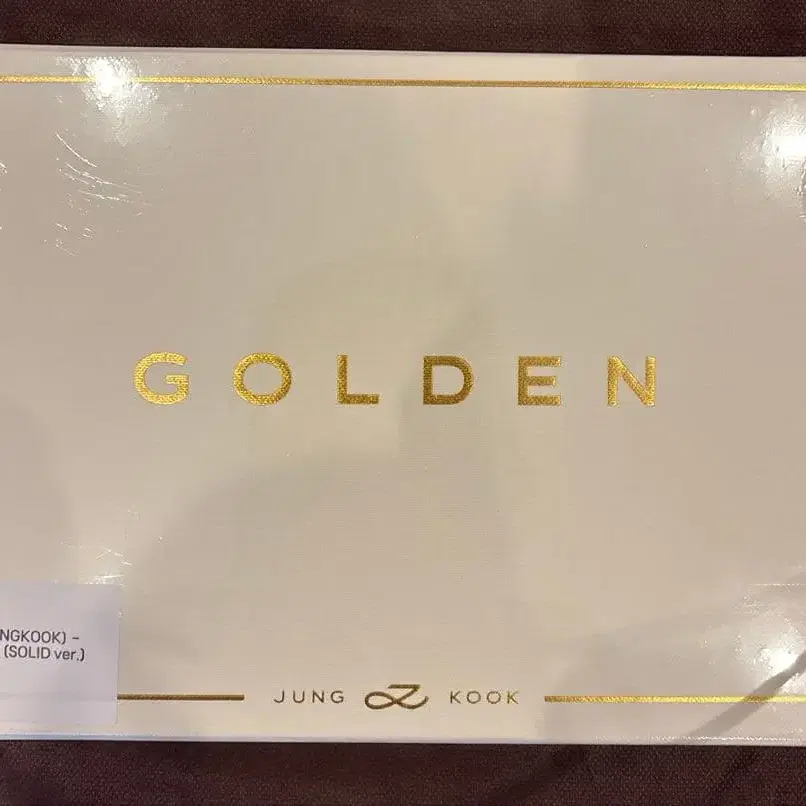 GOLDEN
NGKOOK) -
(SOLID ver.)
JUNG KOOK